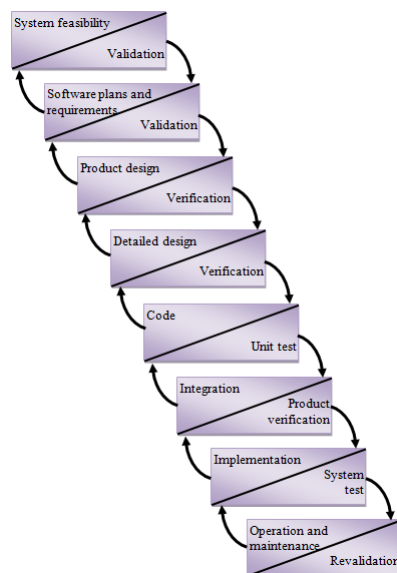 System feasibility
Validation
Software plans and
requirements
Validation
Product design
Verification
Detailed design
Verification
Code
Unit test
Integration
Product
verification
Implementation
System
test
Operation and
maintenance
Revalidation